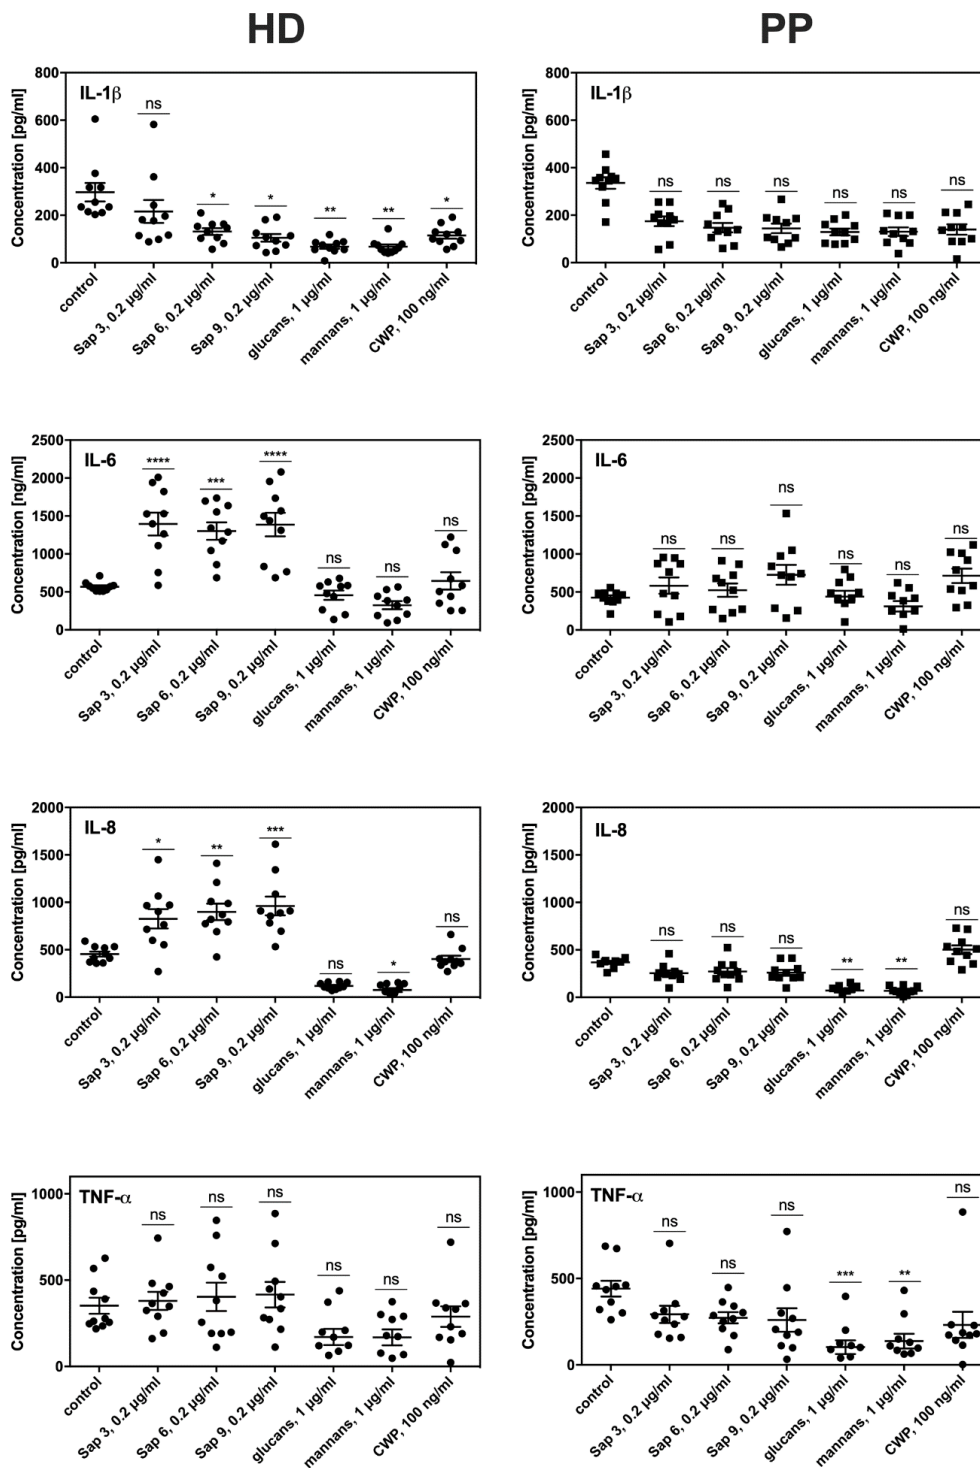 HD PP
IL-1β
Concentration [pg/ml]
800
600
400
200
0
ns * * ** ** *
control
Sap 3, 0.2 µg/ml
Sap 6, 0.2 µg/ml
Sap 9, 0.2 µg/ml
glucans, 1 µg/ml
mannans, 1 µg/ml
CWP, 100 ng/ml
IL-1β
Concentration [pg/ml]
800
600
400
200
0
ns ns ns ns ns ns
control
Sap 3, 0.2 µg/ml
Sap 6, 0.2 µg/ml
Sap 9, 0.2 µg/ml
glucans, 1 µg/ml
mannans, 1 µg/ml
CWP, 100 ng/ml
IL-6
Concentration [ng/ml]
2500
2000
1500
1000
500
0
**** *** **** ns ns ns
control
Sap 3, 0.2 µg/ml
Sap 6, 0.2 µg/ml
Sap 9, 0.2 µg/ml
glucans, 1 µg/ml
mannans, 1 µg/ml
CWP, 100 ng/ml
IL-6
Concentration [pg/ml]
2500
2000
1500
1000
500
0
ns ns ns ns ns ns
control
Sap 3, 0.2 µg/ml
Sap 6, 0.2 µg/ml
Sap 9, 0.2 µg/ml
glucans, 1 µg/ml
mannans, 1 µg/ml
CWP, 100 ng/ml
IL-8
Concentration [pg/ml]
2000
1500
1000
500
0
* ** *** ns * ns
control
Sap 3, 0.2 µg/ml
Sap 6, 0.2 µg/ml
Sap 9, 0.2 µg/ml
glucans, 1 µg/ml
mannans, 1 µg/ml
CWP, 100 ng/ml
IL-8
Concentration [pg/ml]
2000
1500
1000
500
0
ns ns ns ** ** ns
control
Sap 3, 0.2 µg/ml
Sap 6, 0.2 µg/ml
Sap 9, 0.2 µg/ml
glucans, 1 µg/ml
mannans, 1 µg/ml
CWP, 100 ng/ml
TNF-α
Concentration [pg/ml]
1000
500
0
ns ns ns ns ns ns
control
Sap 3, 0.2 µg/ml
Sap 6, 0.2 µg/ml
Sap 9, 0.2 µg/ml
glucans, 1 µg/ml
mannans, 1 µg/ml
CWP, 100 ng/ml
TNF-α
Concentration [pg/ml]
1000
500
0
ns ns ns *** ** ns
control
Sap 3, 0.2 µg/ml
Sap 6, 0.2 µg/ml
Sap 9, 0.2 µg/ml
glucans, 1 µg/ml
mannans, 1 µg/ml
CWP, 100 ng/ml